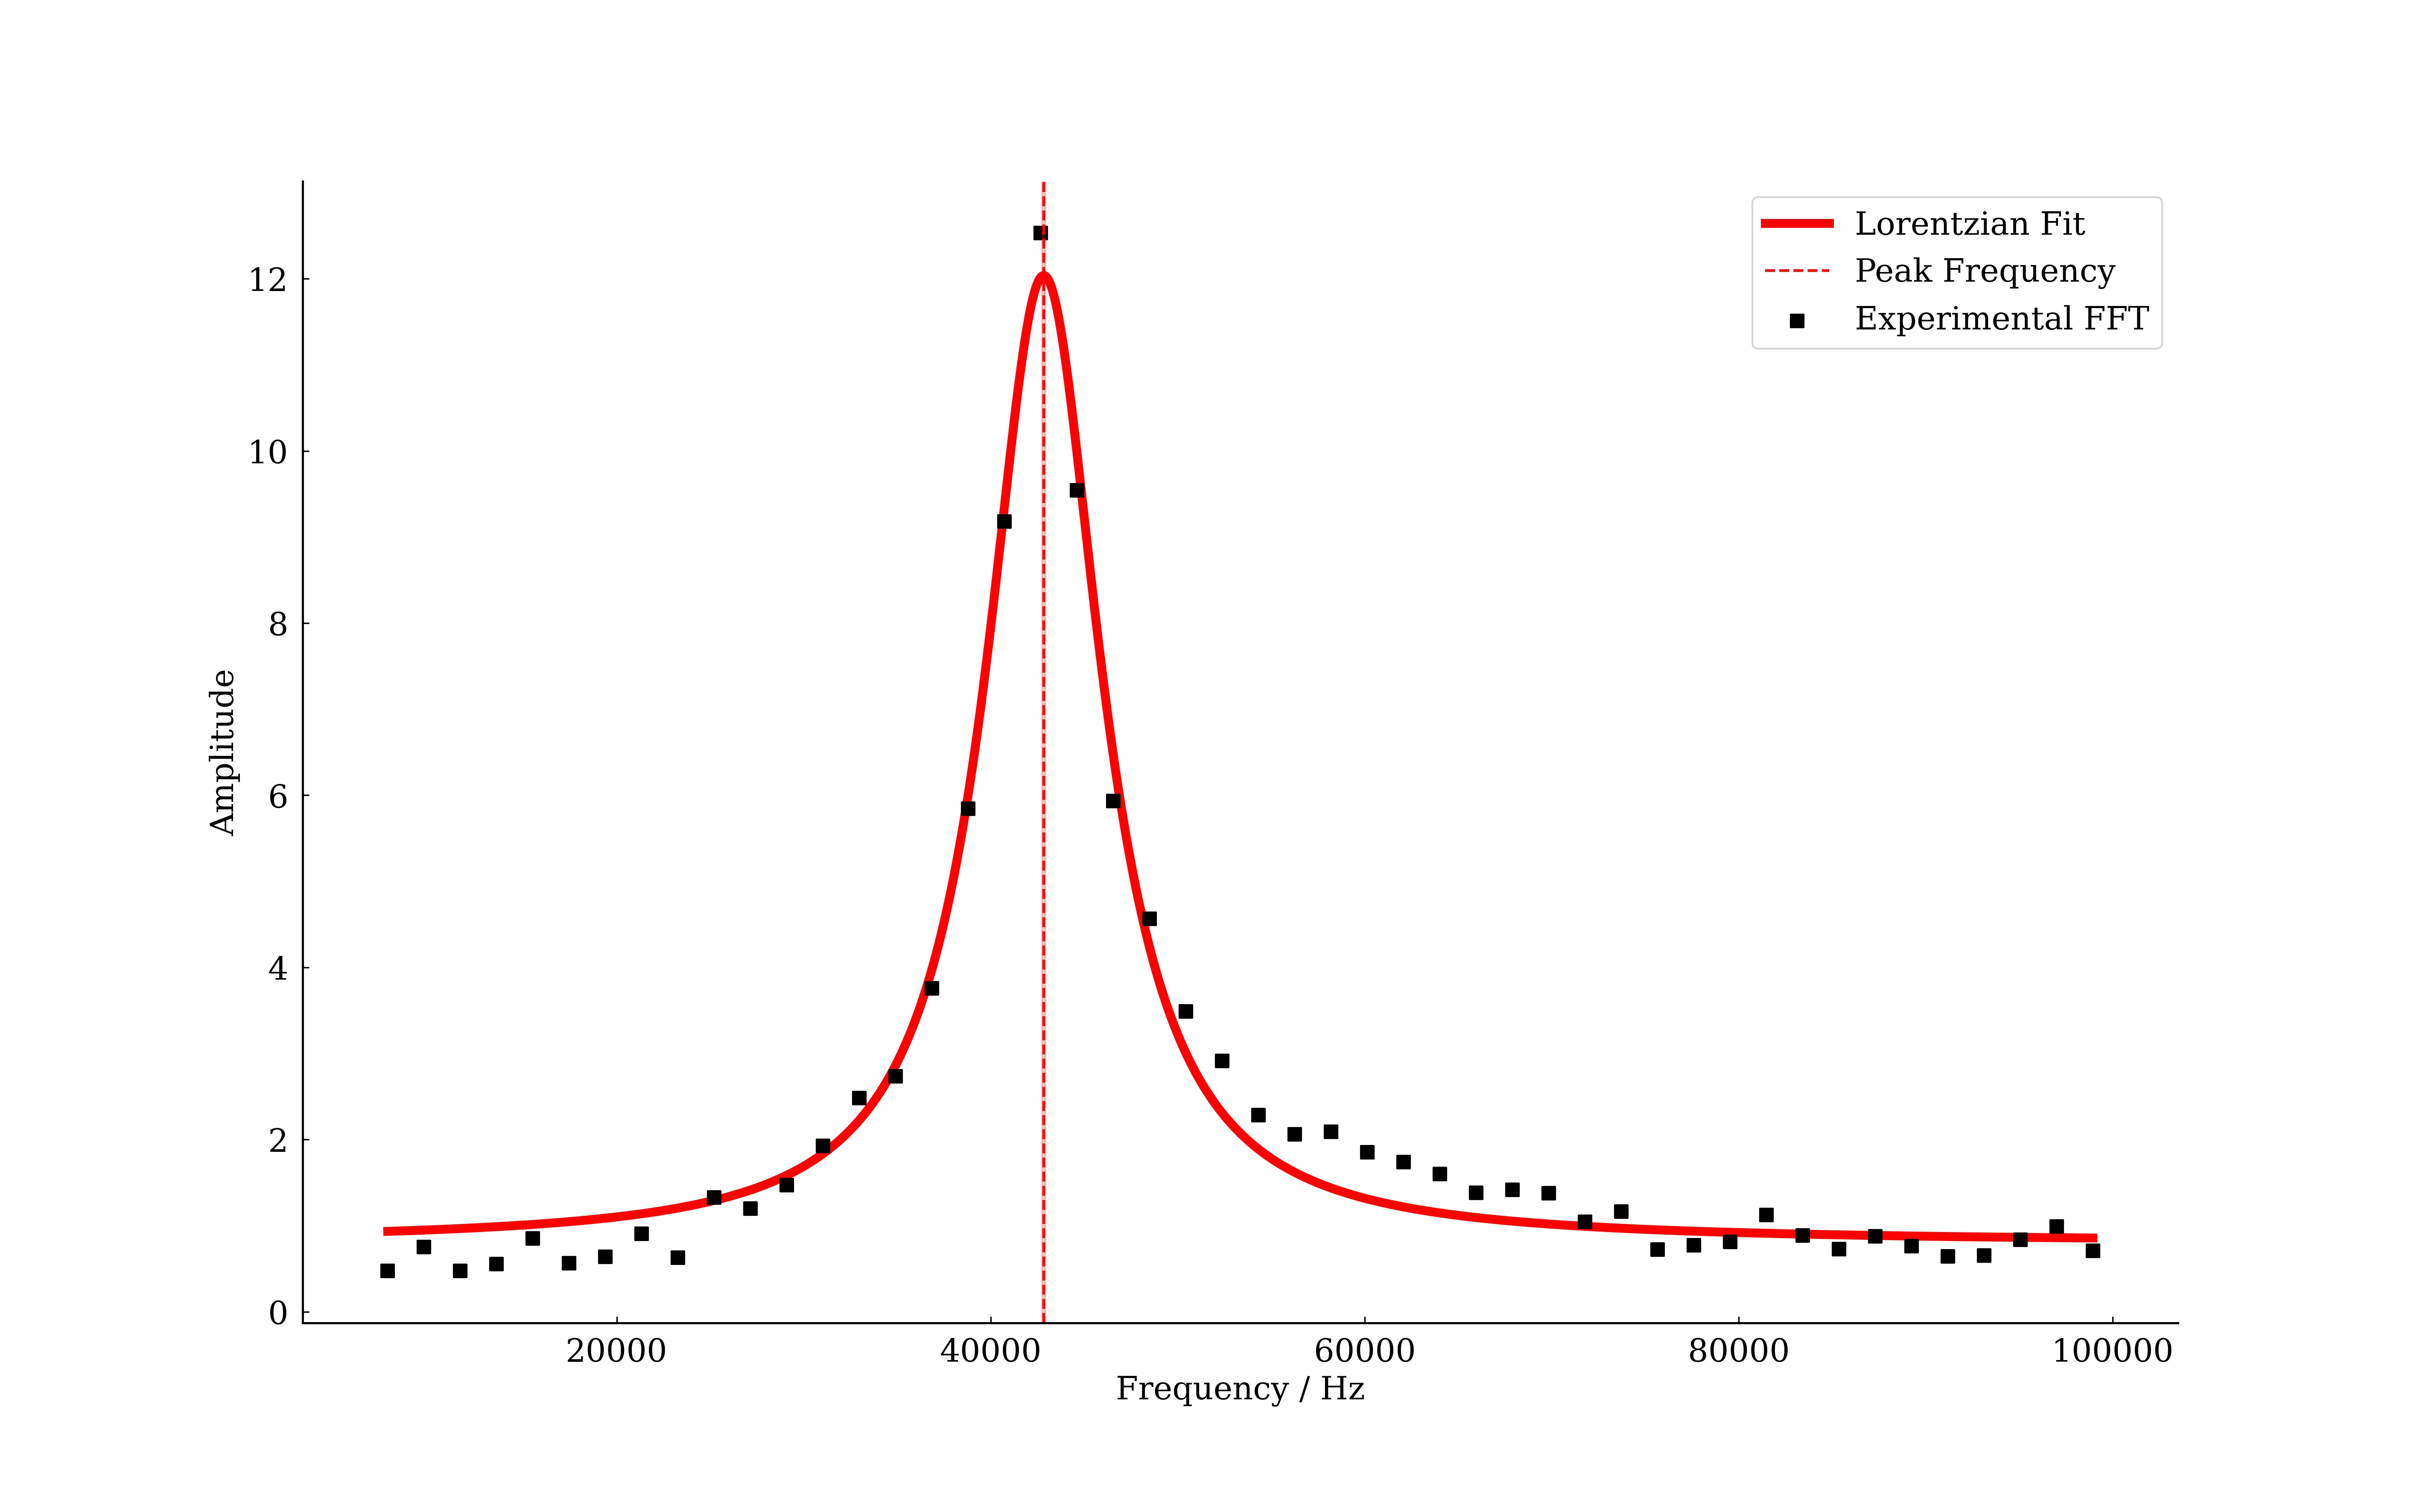 Lorentzian Fit
Peak Frequency
Experimental FFT
12
10
8
6
4
2
0
Amplitude
20000 40000 60000 80000 100000
Frequency / Hz